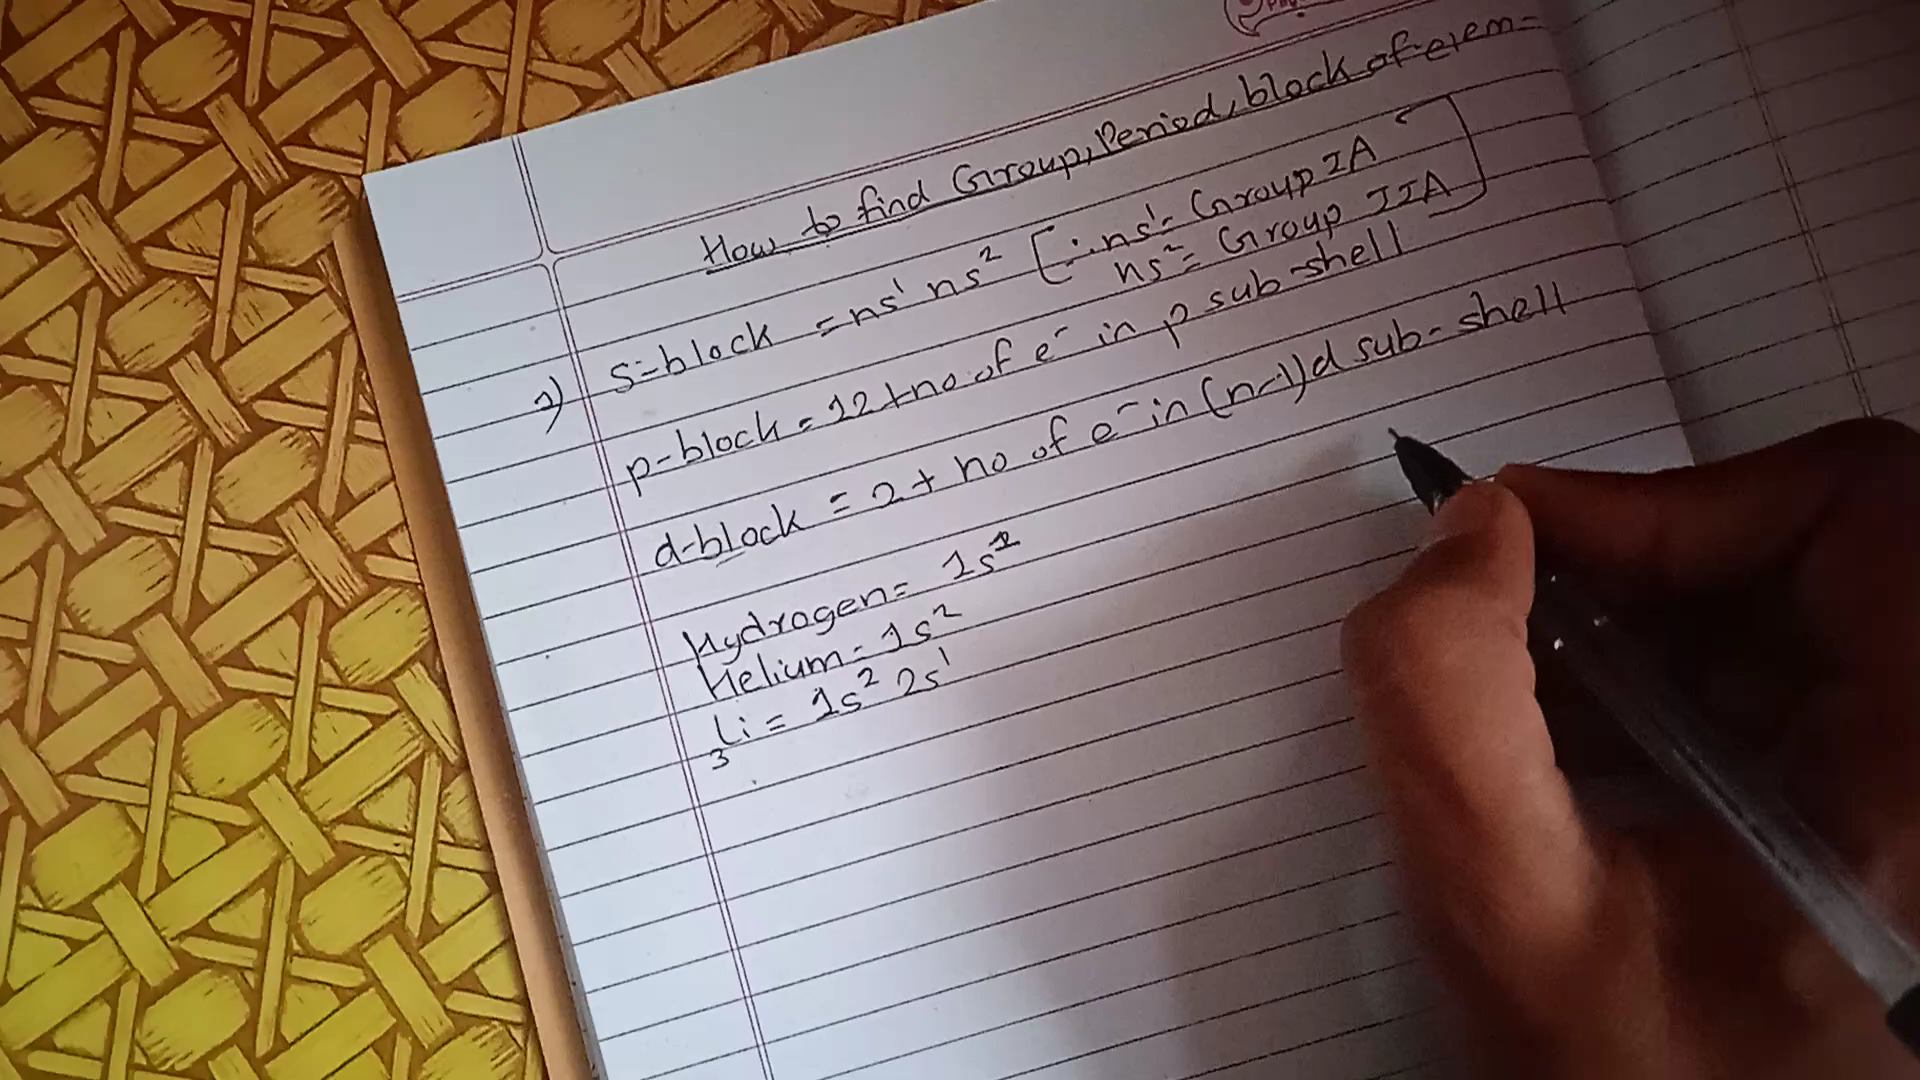 How to find Group, Period, block of elem-
1) s-block = ns¹ ns² [∵ ns¹ = Group IA
ns² = Group IIA]
p-block = 12 + no of e⁻ in p sub-shell
d-block = 2 + no of e⁻ in (n-1)d sub-shell
Hydrogen = 1s¹
Helium = 1s²
₃Li = 1s² 2s¹